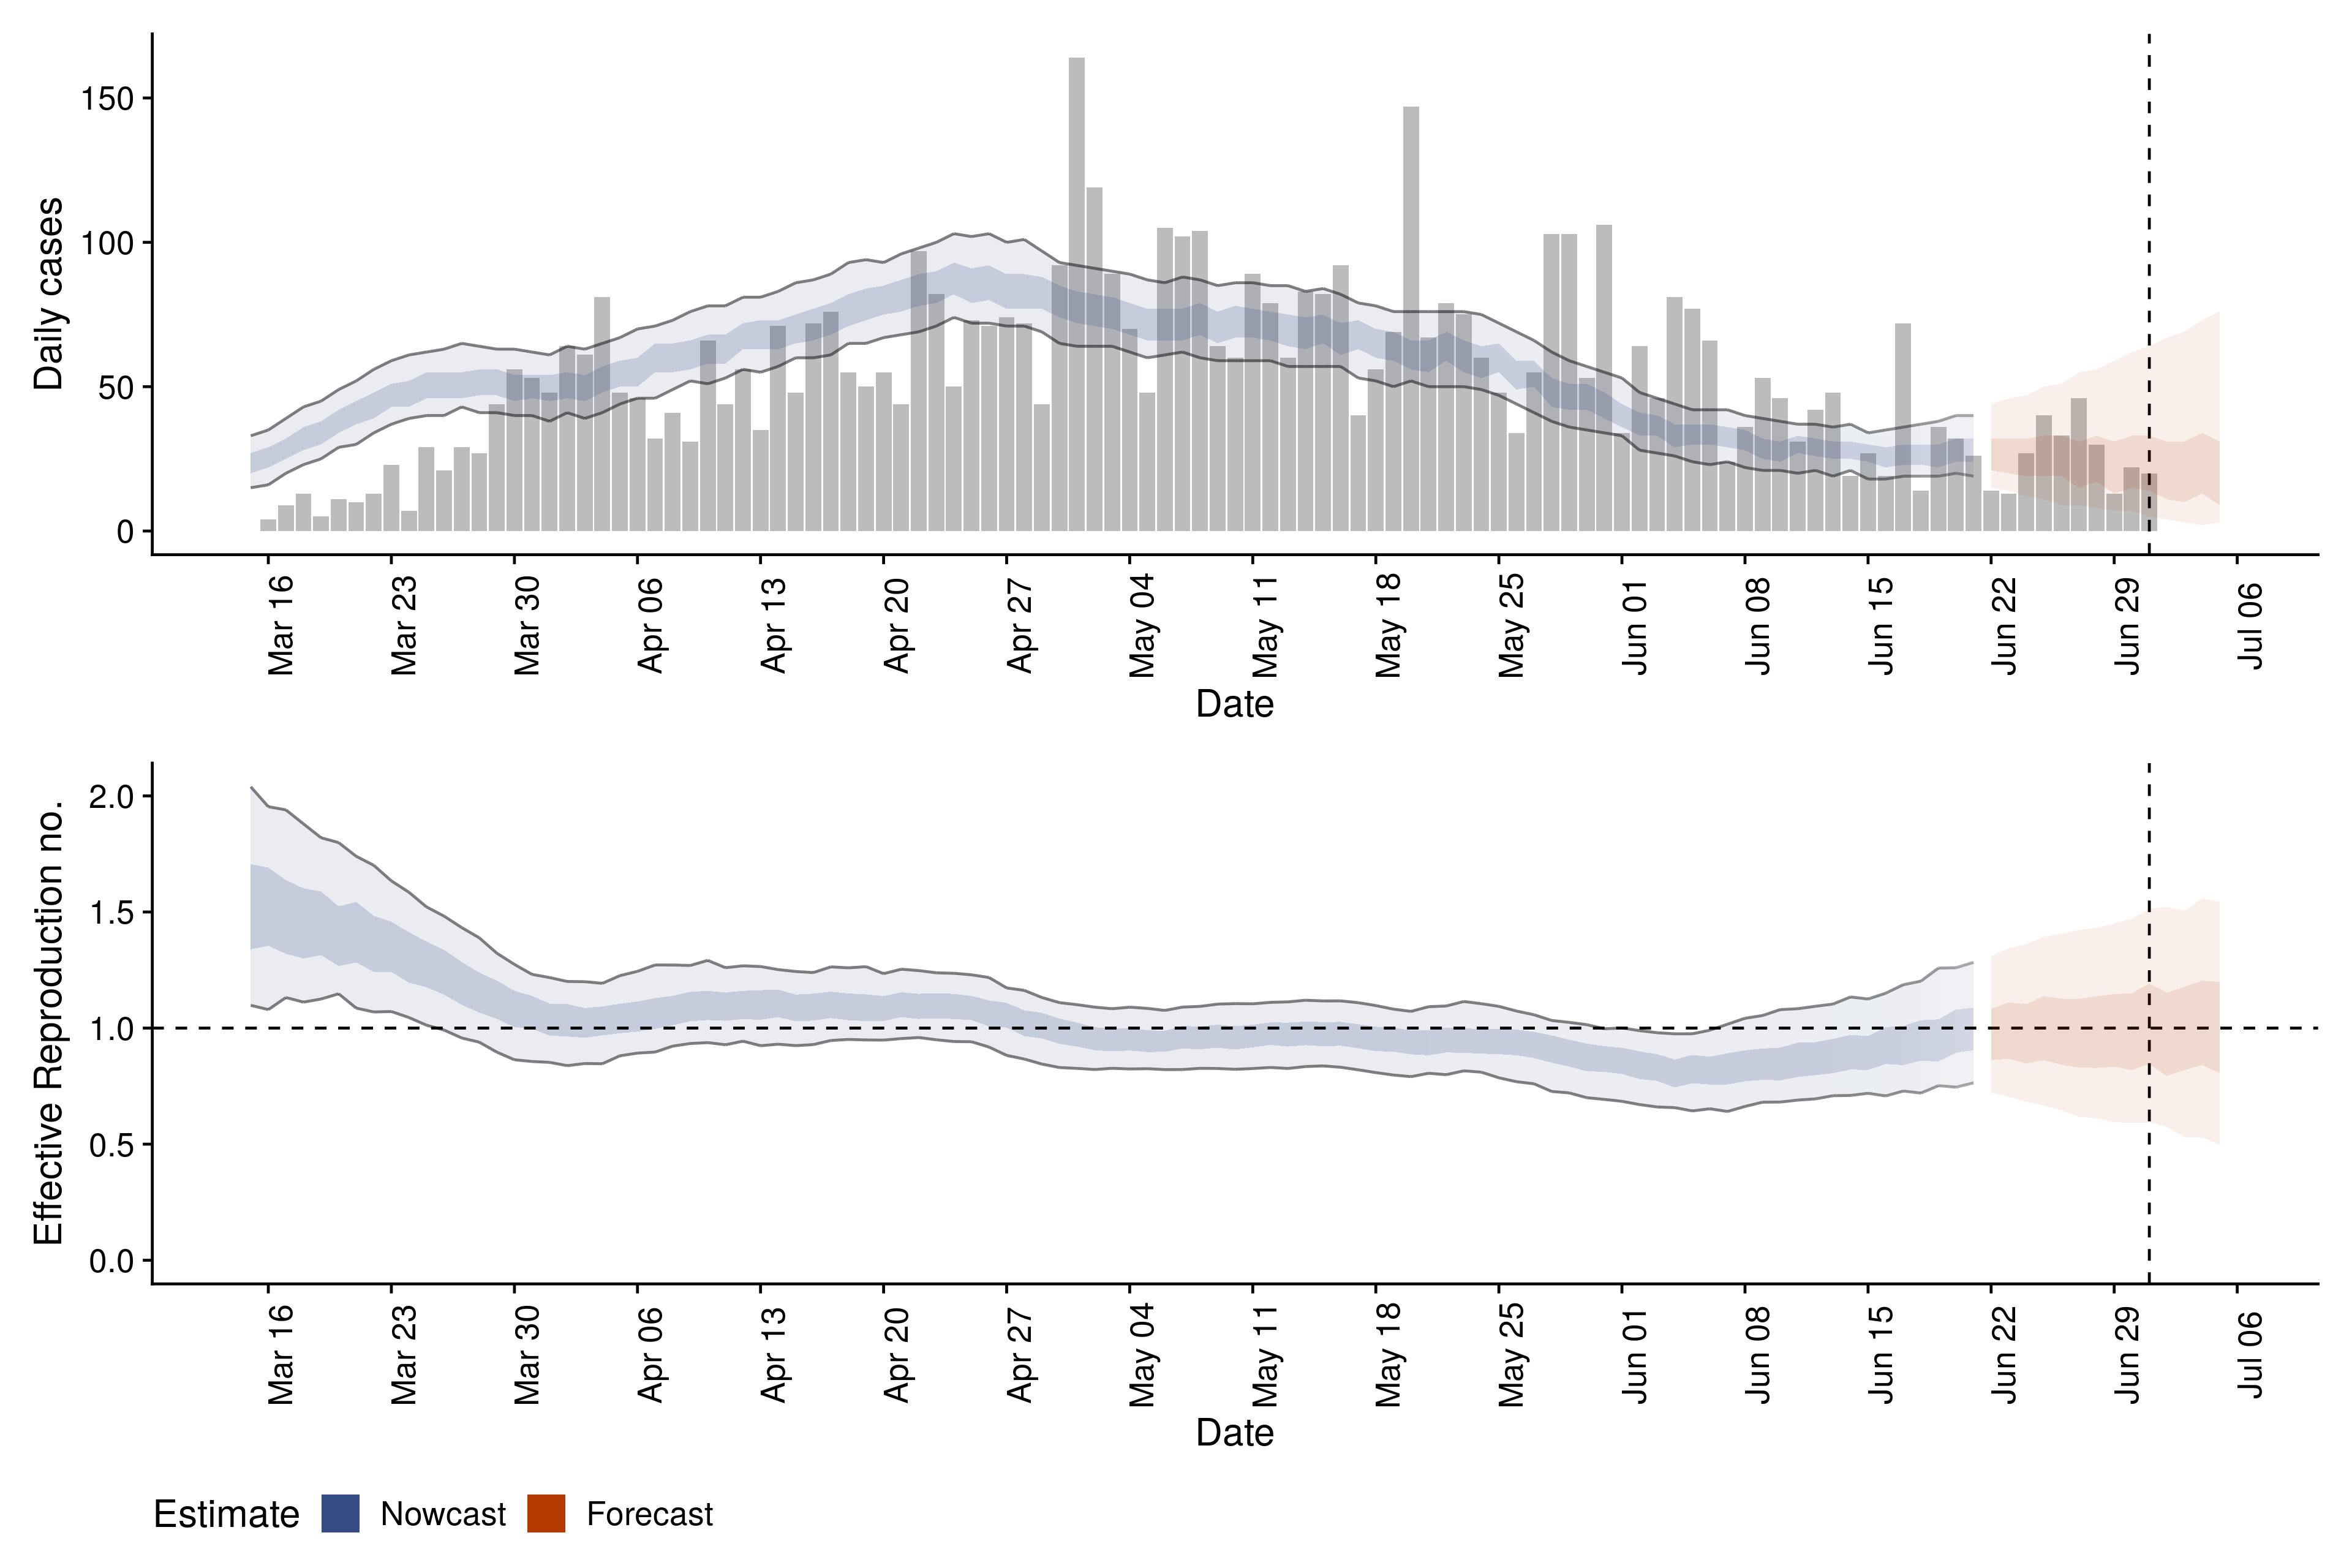 150
100
50
0
Daily cases
Mar 16
Mar 23
Mar 30
Apr 06
Apr 13
Apr 20
Apr 27
May 04
May 11
May 18
May 25
Jun 01
Jun 08
Jun 15
Jun 22
Jun 29
Jul 06
Date
2.0
1.5
1.0
0.5
0.0
Effective Reproduction no.
Mar 16
Mar 23
Mar 30
Apr 06
Apr 13
Apr 20
Apr 27
May 04
May 11
May 18
May 25
Jun 01
Jun 08
Jun 15
Jun 22
Jun 29
Jul 06
Date
Estimate Nowcast Forecast